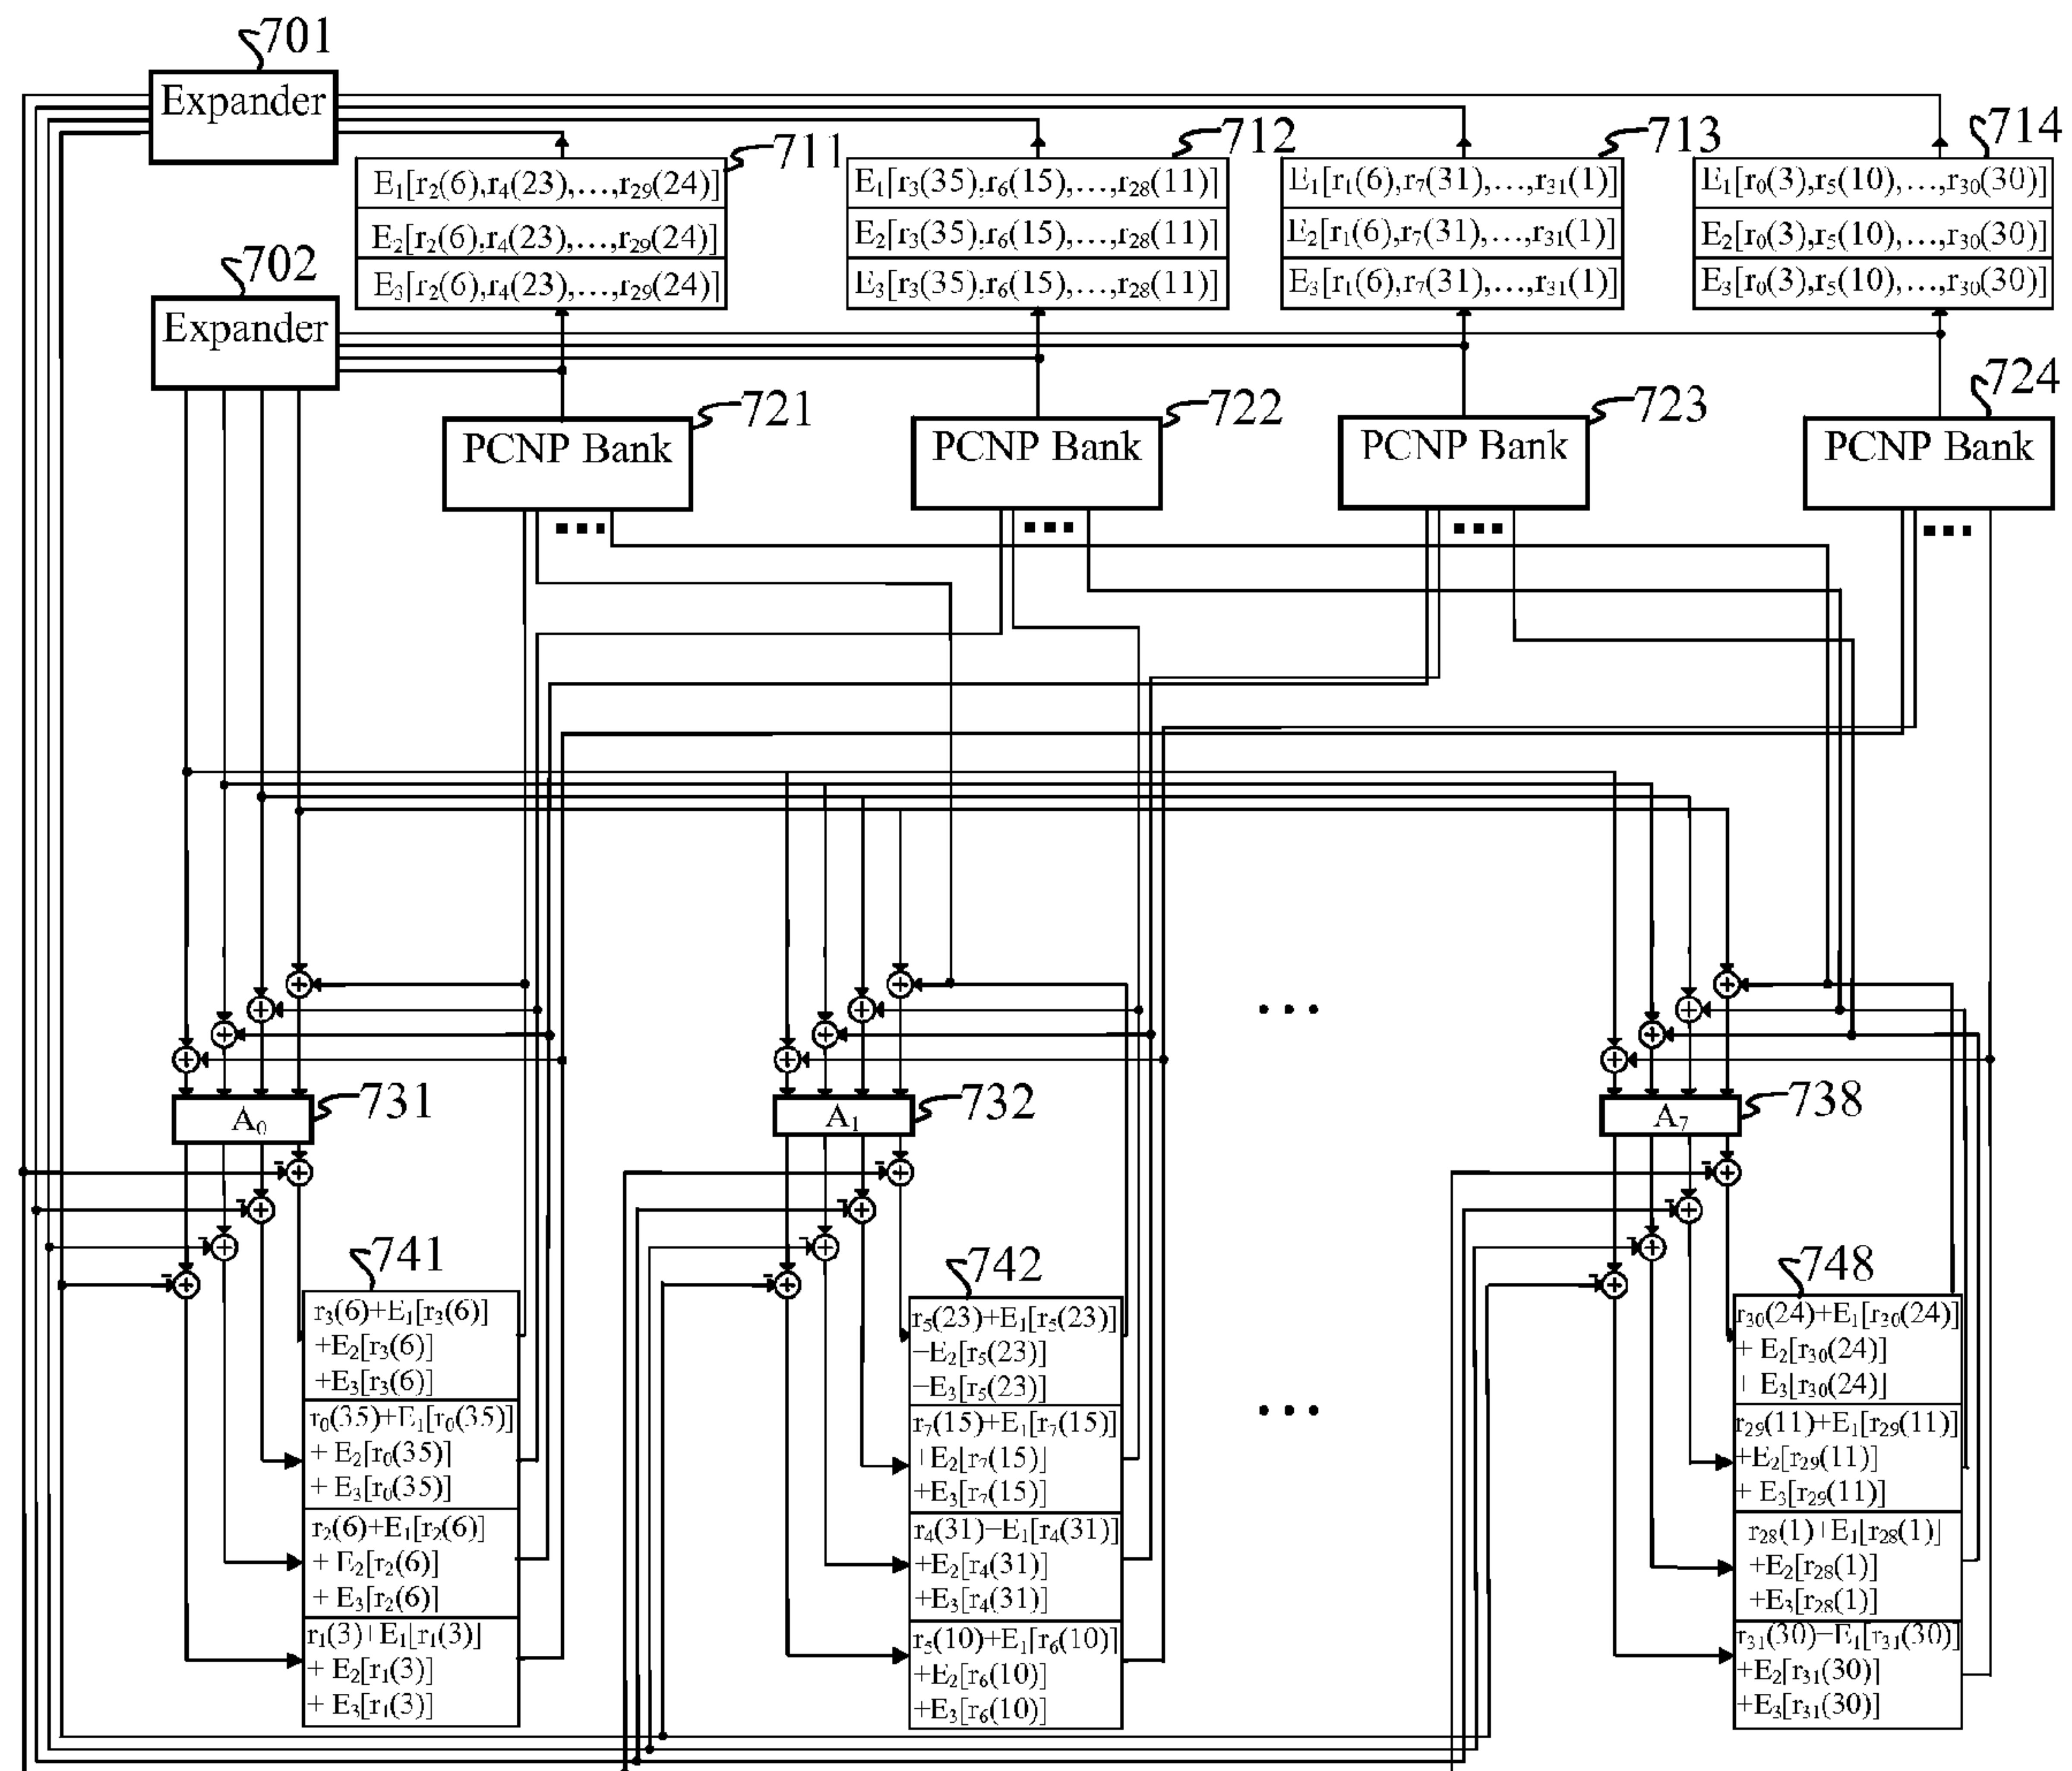 701
Expander
711
712
713
714
E₁[r₂(6),r₄(23),...,r₂₉(24)]
E₂[r₂(6),r₄(23),...,r₂₉(24)]
E₃[r₂(6),r₄(23),...,r₂₉(24)]
E₁[r₃(35),r₆(15),...,r₂₈(11)]
E₂[r₃(35),r₆(15),...,r₂₈(11)]
E₃[r₃(35),r₆(15),...,r₂₈(11)]
E₁[r₁(6),r₇(31),...,r₃₁(1)]
E₂[r₁(6),r₇(31),...,r₃₁(1)]
E₃[r₁(6),r₇(31),...,r₃₁(1)]
E₁[r₀(3),r₅(10),...,r₃₀(30)]
E₂[r₀(3),r₅(10),...,r₃₀(30)]
E₃[r₀(3),r₅(10),...,r₃₀(30)]
702
Expander
721
PCNP Bank
722
PCNP Bank
723
PCNP Bank
724
PCNP Bank
A₀
731
A₁
732
A₇
738
741
r₃(6)+E₁[r₃(6)]
+E₂[r₃(6)]
+E₃[r₃(6)]
r₀(35)+E₁[r₀(35)]
+ E₂[r₀(35)]
+ E₃[r₀(35)]
r₂(6)+E₁[r₂(6)]
+ E₂[r₂(6)]
+ E₃[r₂(6)]
r₁(3)+E₁[r₁(3)]
+ E₂[r₁(3)]
+ E₃[r₁(3)]
742
r₅(23)+E₁[r₅(23)]
−E₂[r₅(23)]
−E₃[r₅(23)]
r₇(15)+E₁[r₇(15)]
+E₂[r₇(15)]
+E₃[r₇(15)]
r₄(31)−E₁[r₄(31)]
+E₂[r₄(31)]
+E₃[r₄(31)]
r₅(10)+E₁[r₆(10)]
+E₂[r₆(10)]
+E₃[r₆(10)]
748
r₃₀(24)+E₁[r₃₀(24)]
+ E₂[r₃₀(24)]
+ E₃[r₃₀(24)]
r₂₉(11)+E₁[r₂₉(11)]
+E₂[r₂₉(11)]
+ E₃[r₂₉(11)]
r₂₈(1)+E₁[r₂₈(1)]
+E₂[r₂₈(1)]
+E₃[r₂₈(1)]
r₃₁(30)−E₁[r₃₁(30)]
+E₂[r₃₁(30)]
+E₃[r₃₁(30)]